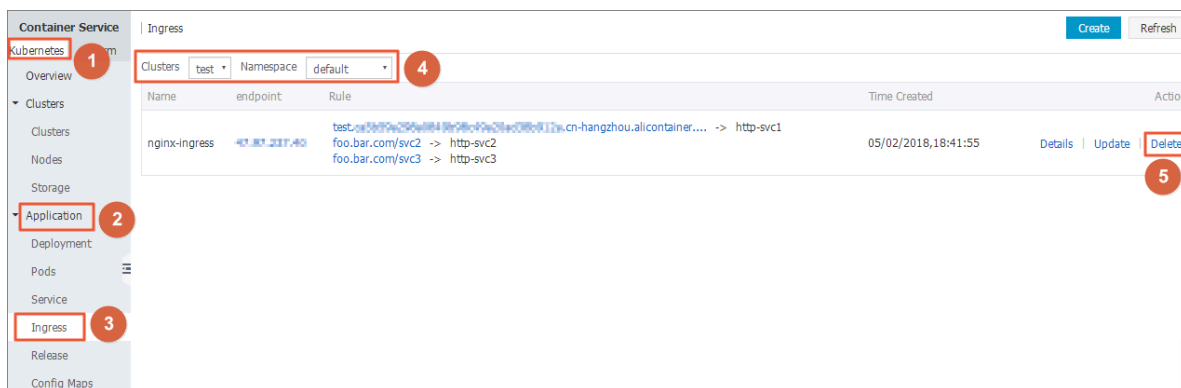 Container Service
Kubernetes
1
Overview
Clusters
Clusters
Nodes
Storage
Application
2
Deployment
Pods
Service
Ingress
3
Release
Config Maps
Ingress
Create Refresh
Clusters test Namespace default
4
Name endpoint Rule Time Created Actio
test. .cn-hangzhou.alicontainer.... -> http-svc1
nginx-ingress foo.bar.com/svc2 -> http-svc2 05/02/2018,18:41:55 Details | Update | Delete
foo.bar.com/svc3 -> http-svc3
5